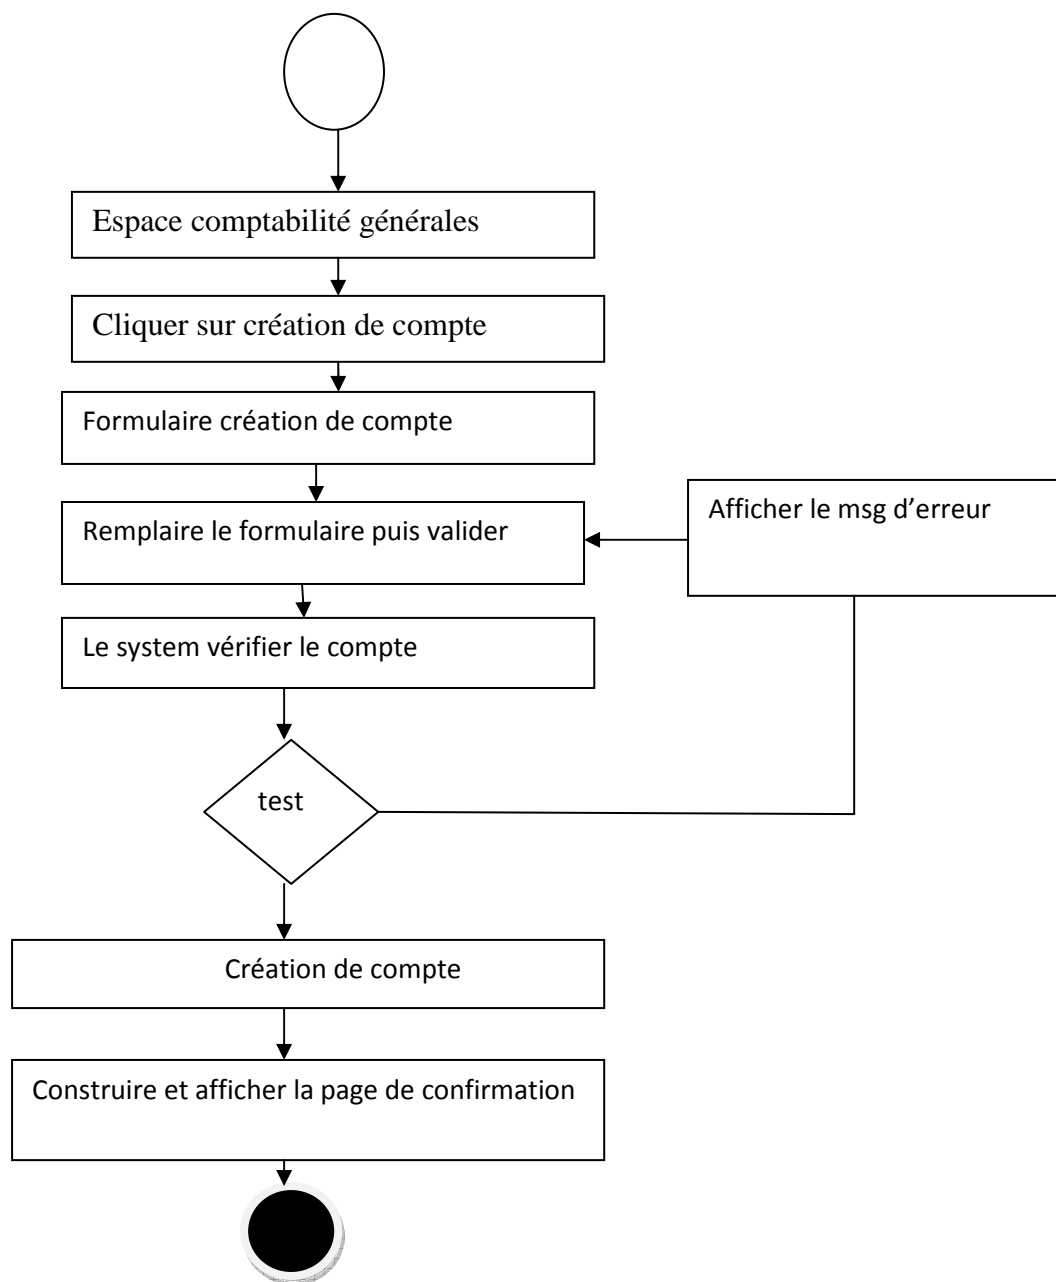 Espace comptabilité générales
Cliquer sur création de compte
Formulaire création de compte
Afficher le msg d’erreur
Remplaire le formulaire puis valider
Le system vérifier le compte
test
Création de compte
Construire et afficher la page de confirmation